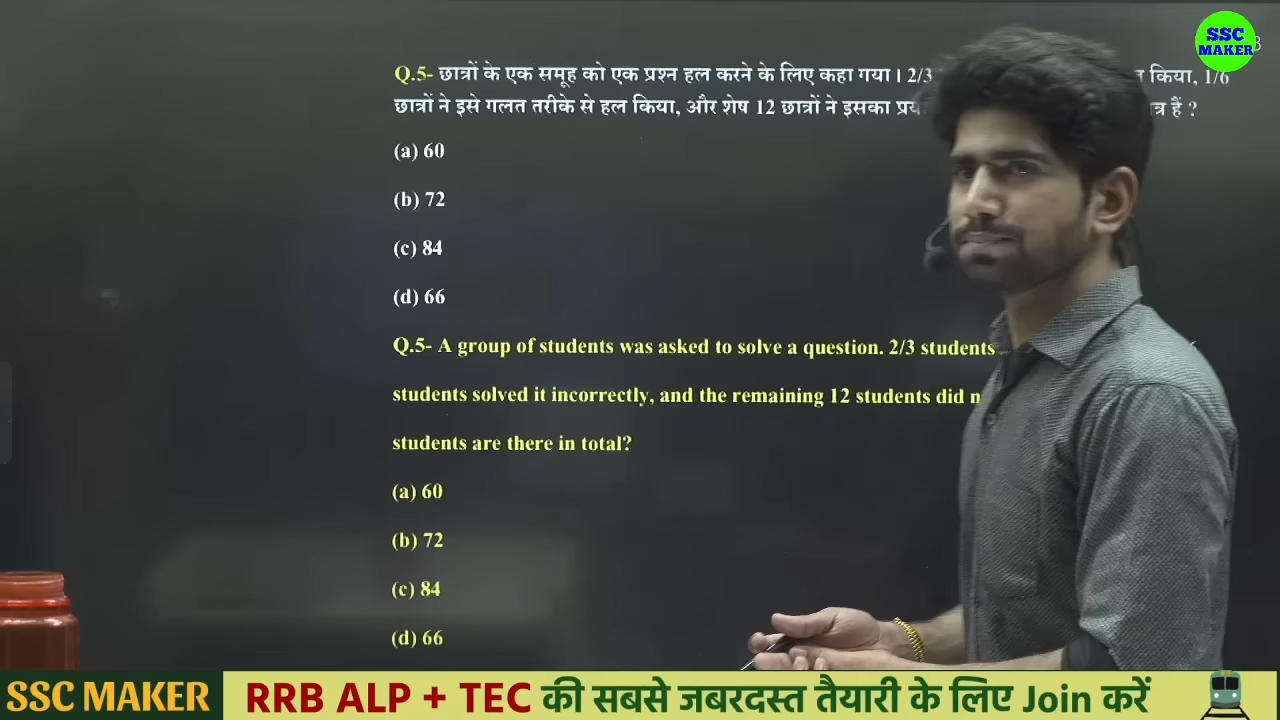 SSC
MAKER
Q.5- छात्रों के एक समूह को एक प्रश्न हल करने के लिए कहा गया। 2/3 किया, 1/6
छात्रों ने इसे गलत तरीके से हल किया, और शेष 12 छात्रों ने इसका हैं ?
(a) 60
(b) 72
(c) 84
(d) 66
Q.5- A group of students was asked to solve a question. 2/3 students
students solved it incorrectly, and the remaining 12 students did
students are there in total?
(a) 60
(b) 72
(c) 84
(d) 66
SSC MAKER RRB ALP + TEC की सबसे जबरदस्त तैयारी के लिए Join करें